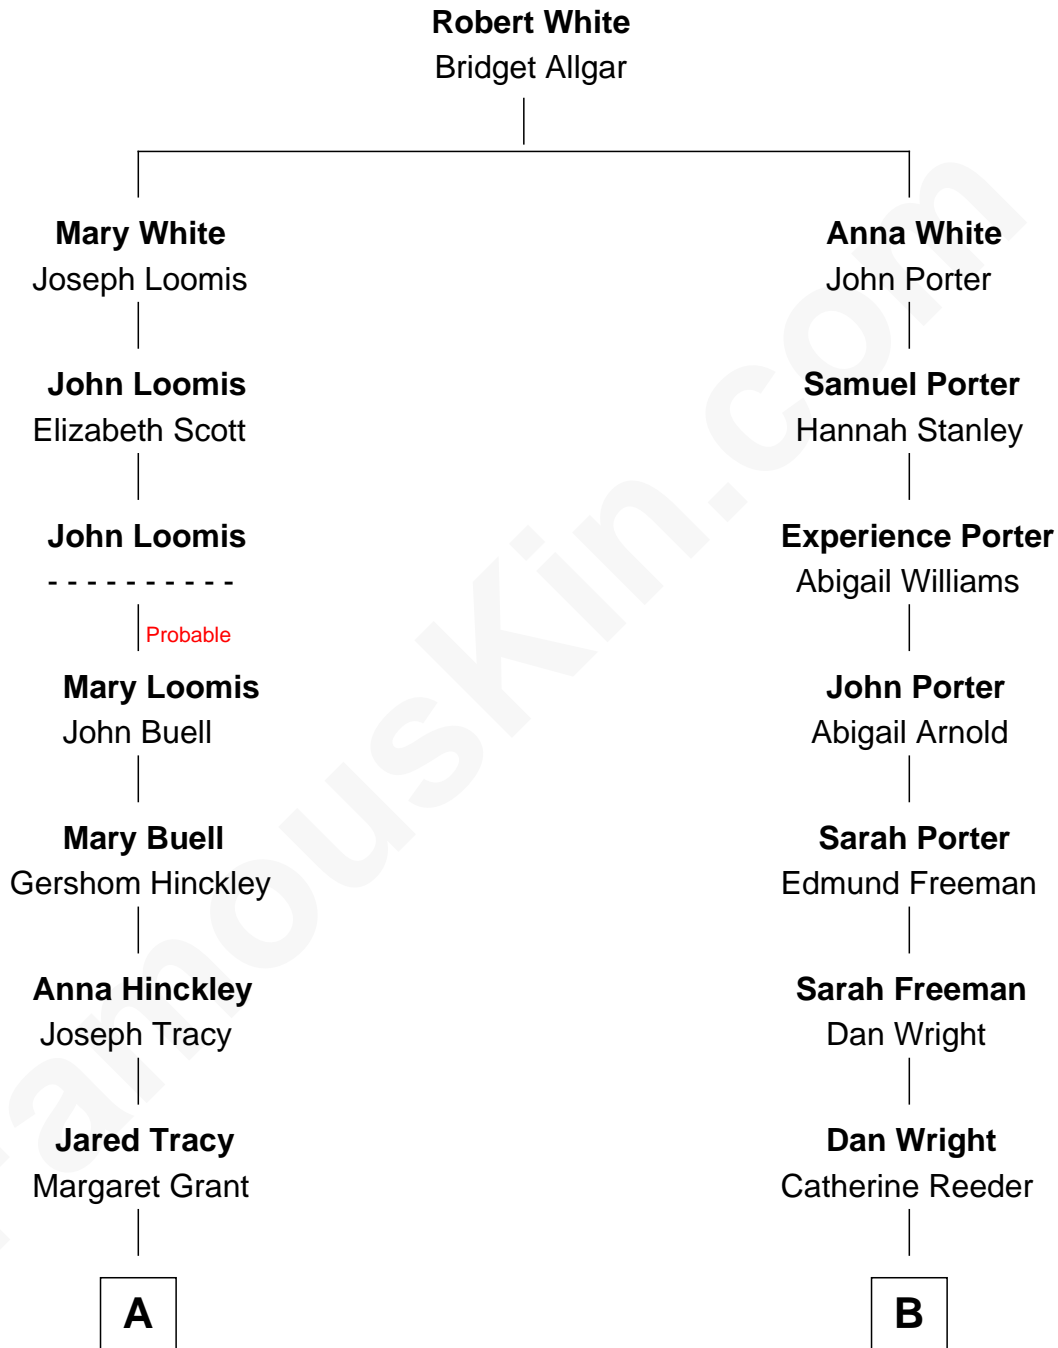 Robert White
Bridget Allgar
Mary White
Joseph Loomis
John Loomis
Elizabeth Scott
John Loomis
- - - - - - - - - -
Probable
Mary Loomis
John Buell
Mary Buell
Gershom Hinckley
Anna Hinckley
Joseph Tracy
Jared Tracy
Margaret Grant
A
Anna White
John Porter
Samuel Porter
Hannah Stanley
Experience Porter
Abigail Williams
John Porter
Abigail Arnold
Sarah Porter
Edmund Freeman
Sarah Freeman
Dan Wright
Dan Wright
Catherine Reeder
B
FamousKin.com